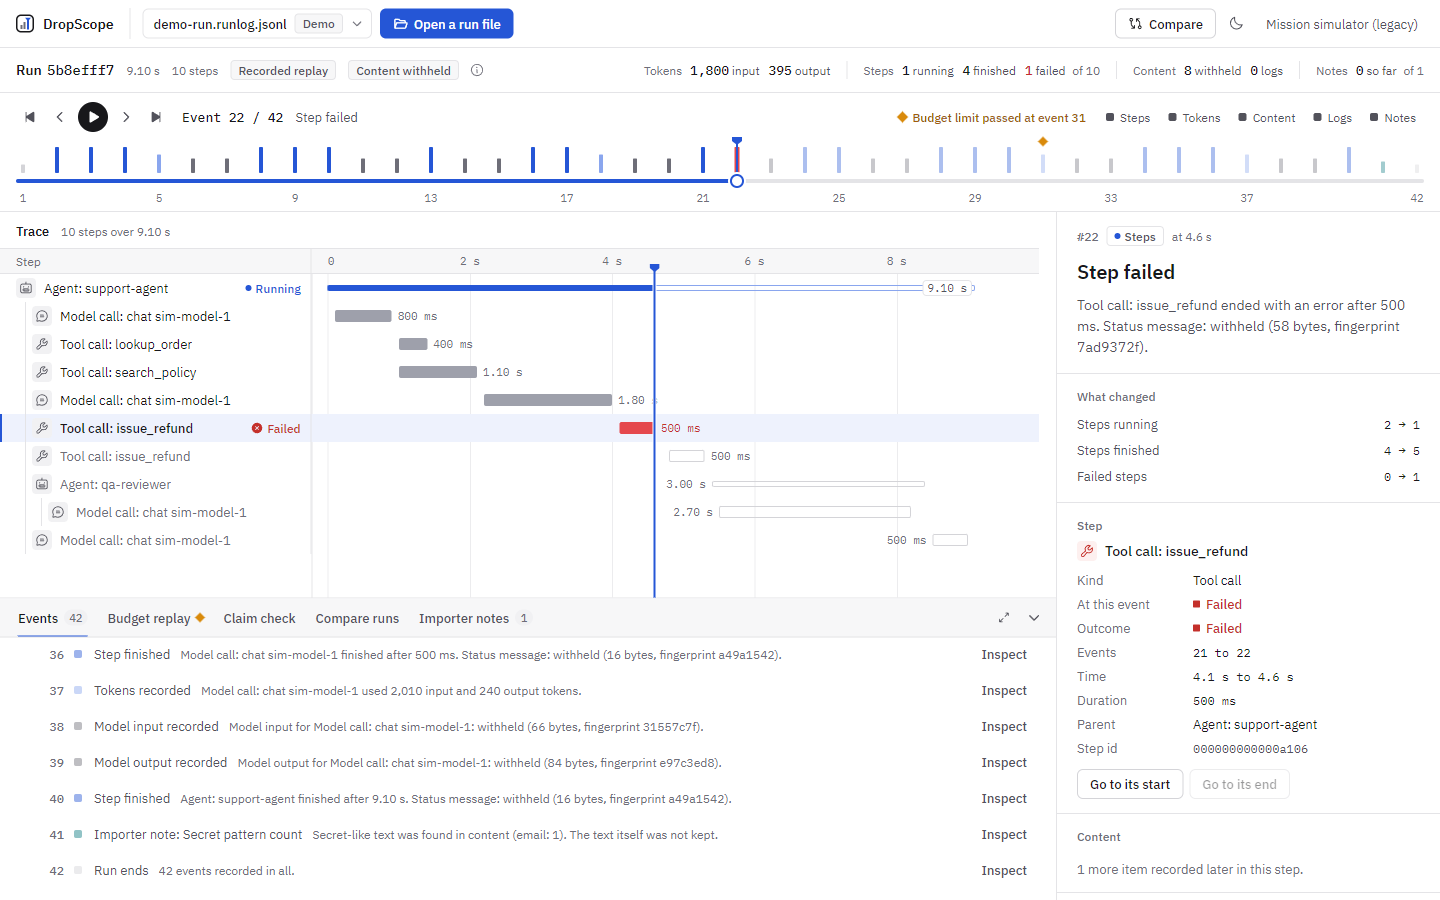 DropScope
demo-run.runlog.jsonl Demo
Open a run file
Compare
Mission simulator (legacy)
Run 5b8efff7 9.10 s 10 steps Recorded replay Content withheld
Tokens 1,800 input 395 output Steps 1 running 4 finished 1 failed of 10 Content 8 withheld 0 logs Notes 0 so far of 1
Event 22 / 42 Step failed
Budget limit passed at event 31 Steps Tokens Content Logs Notes
1 5 9 13 17 21 25 29 33 37 42
Trace 10 steps over 9.10 s
Step 0 2 s 4 s 6 s 8 s
Agent: support-agent Running 9.10 s
Model call: chat sim-model-1 800 ms
Tool call: lookup_order 400 ms
Tool call: search_policy 1.10 s
Model call: chat sim-model-1 1.80
Tool call: issue_refund Failed 500 ms
Tool call: issue_refund 500 ms
Agent: qa-reviewer 3.00 s
Model call: chat sim-model-1 2.70 s
Model call: chat sim-model-1 500 ms
Events 42 Budget replay Claim check Compare runs Importer notes 1
36 Step finished Model call: chat sim-model-1 finished after 500 ms. Status message: withheld (16 bytes, fingerprint a49a1542). Inspect
37 Tokens recorded Model call: chat sim-model-1 used 2,010 input and 240 output tokens. Inspect
38 Model input recorded Model input for Model call: chat sim-model-1: withheld (66 bytes, fingerprint 31557c7f). Inspect
39 Model output recorded Model output for Model call: chat sim-model-1: withheld (84 bytes, fingerprint e97c3ed8). Inspect
40 Step finished Agent: support-agent finished after 9.10 s. Status message: withheld (16 bytes, fingerprint a49a1542). Inspect
41 Importer note: Secret pattern count Secret-like text was found in content (email: 1). The text itself was not kept. Inspect
42 Run ends 42 events recorded in all. Inspect
#22 Steps at 4.6 s
Step failed
Tool call: issue_refund ended with an error after 500
ms. Status message: withheld (58 bytes, fingerprint
7ad9372f).
What changed
Steps running 2 → 1
Steps finished 4 → 5
Failed steps 0 → 1
Step
Tool call: issue_refund
Kind Tool call
At this event Failed
Outcome Failed
Events 21 to 22
Time 4.1 s to 4.6 s
Duration 500 ms
Parent Agent: support-agent
Step id 000000000000a106
Go to its start Go to its end
Content
1 more item recorded later in this step.